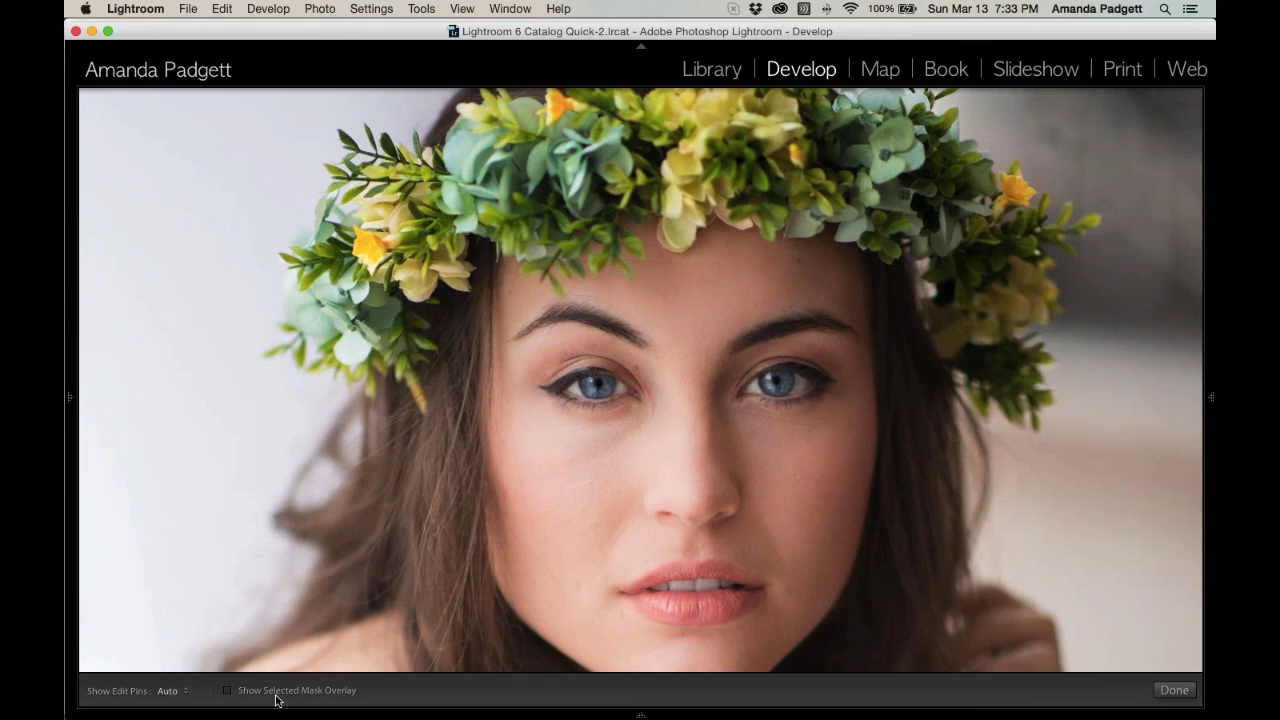 Lightroom File Edit Develop Photo Settings Tools View Window Help 100% Sun Mar 13 7:33 PM Amanda Padgett
Lightroom 6 Catalog Quick-2.lrcat - Adobe Photoshop Lightroom - Develop
Amanda Padgett Library Develop Map Book Slideshow Print Web
Show Edit Pins : Auto Show Selected Mask Overlay Done